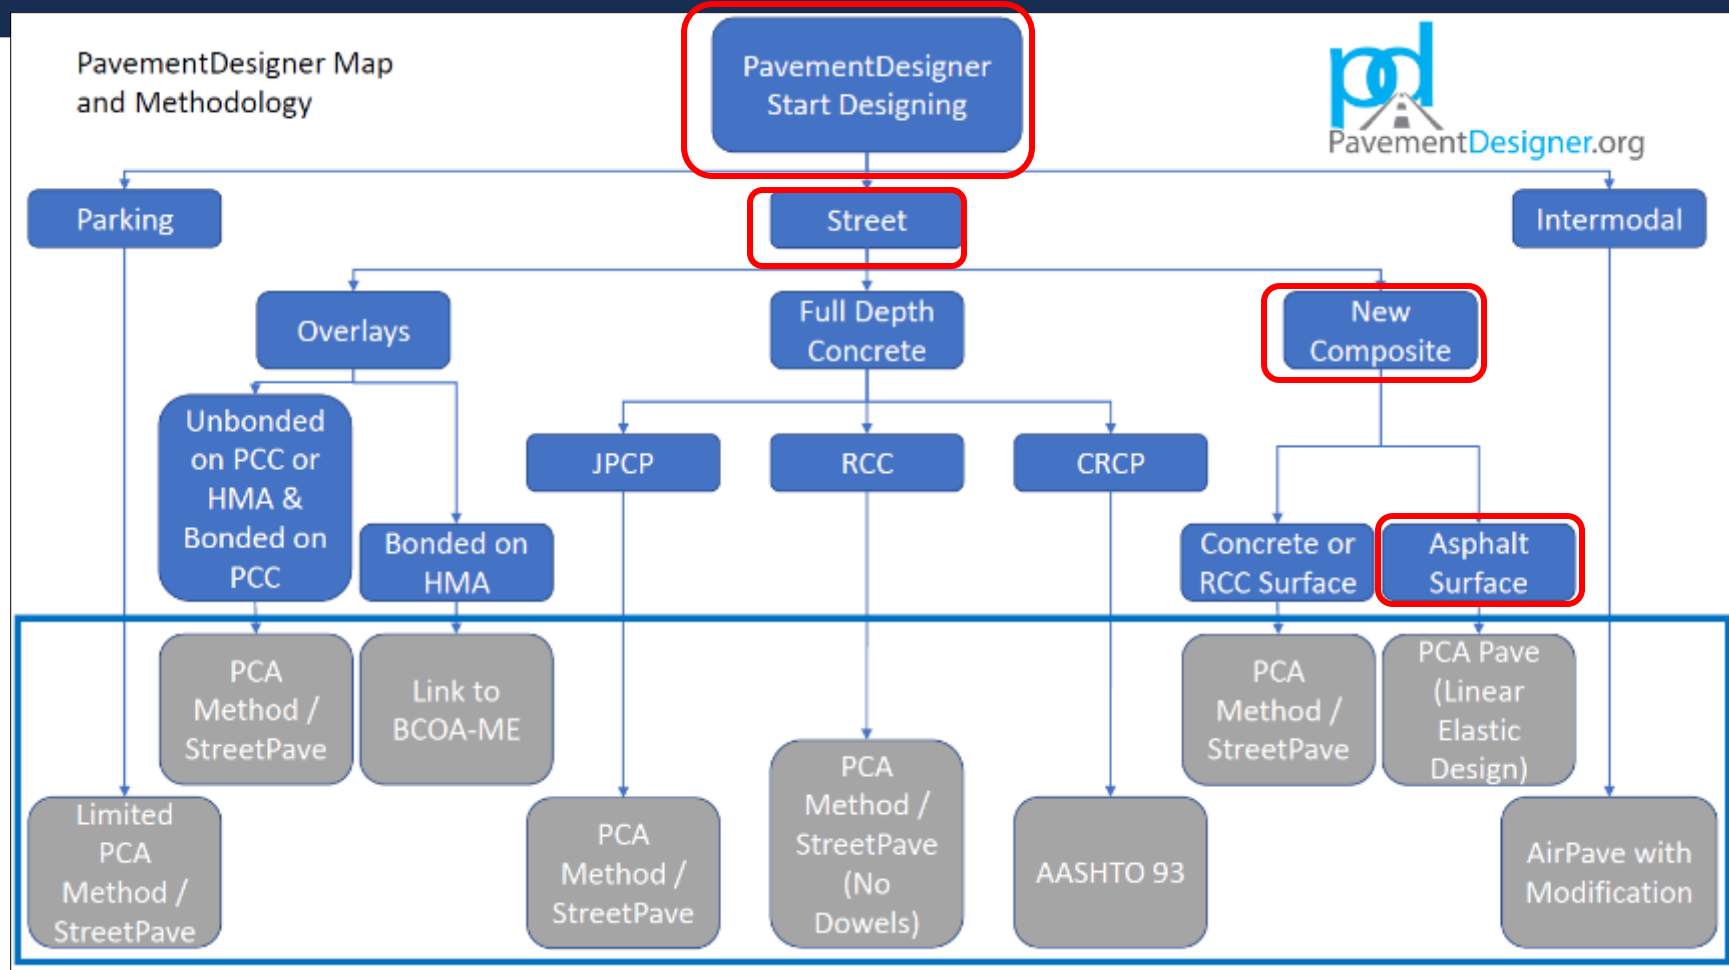 PavementDesigner Map
and Methodology
PavementDesigner
Start Designing
pd
PavementDesigner.org
Parking
Street
Intermodal
Overlays
Full Depth
Concrete
New
Composite
Unbonded
on PCC or
HMA &
Bonded on
PCC
Bonded on
HMA
JPCP
RCC
CRCP
Concrete or
RCC Surface
Asphalt
Surface
PCA
Method /
StreetPave
Link to
BCOA-ME
PCA
Method /
StreetPave
PCA Pave
(Linear
Elastic
Design)
Limited
PCA
Method /
StreetPave
PCA
Method /
StreetPave
PCA
Method /
StreetPave
(No
Dowels)
AASHTO 93
AirPave with
Modification